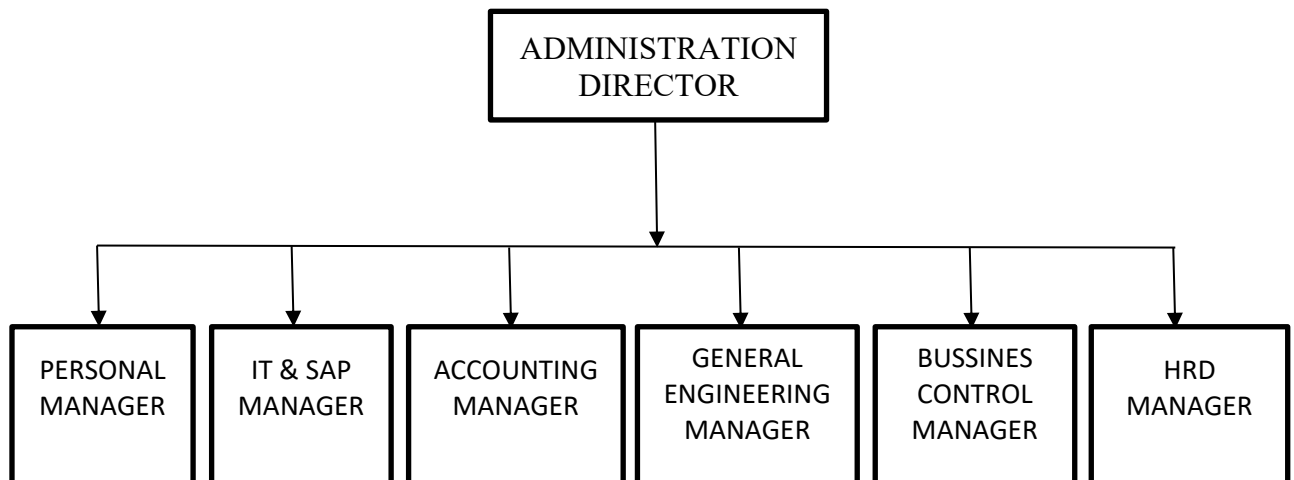 ADMINISTRATION
DIRECTOR
PERSONAL
MANAGER
IT & SAP
MANAGER
ACCOUNTING
MANAGER
GENERAL
ENGINEERING
MANAGER
BUSSINES
CONTROL
MANAGER
HRD
MANAGER